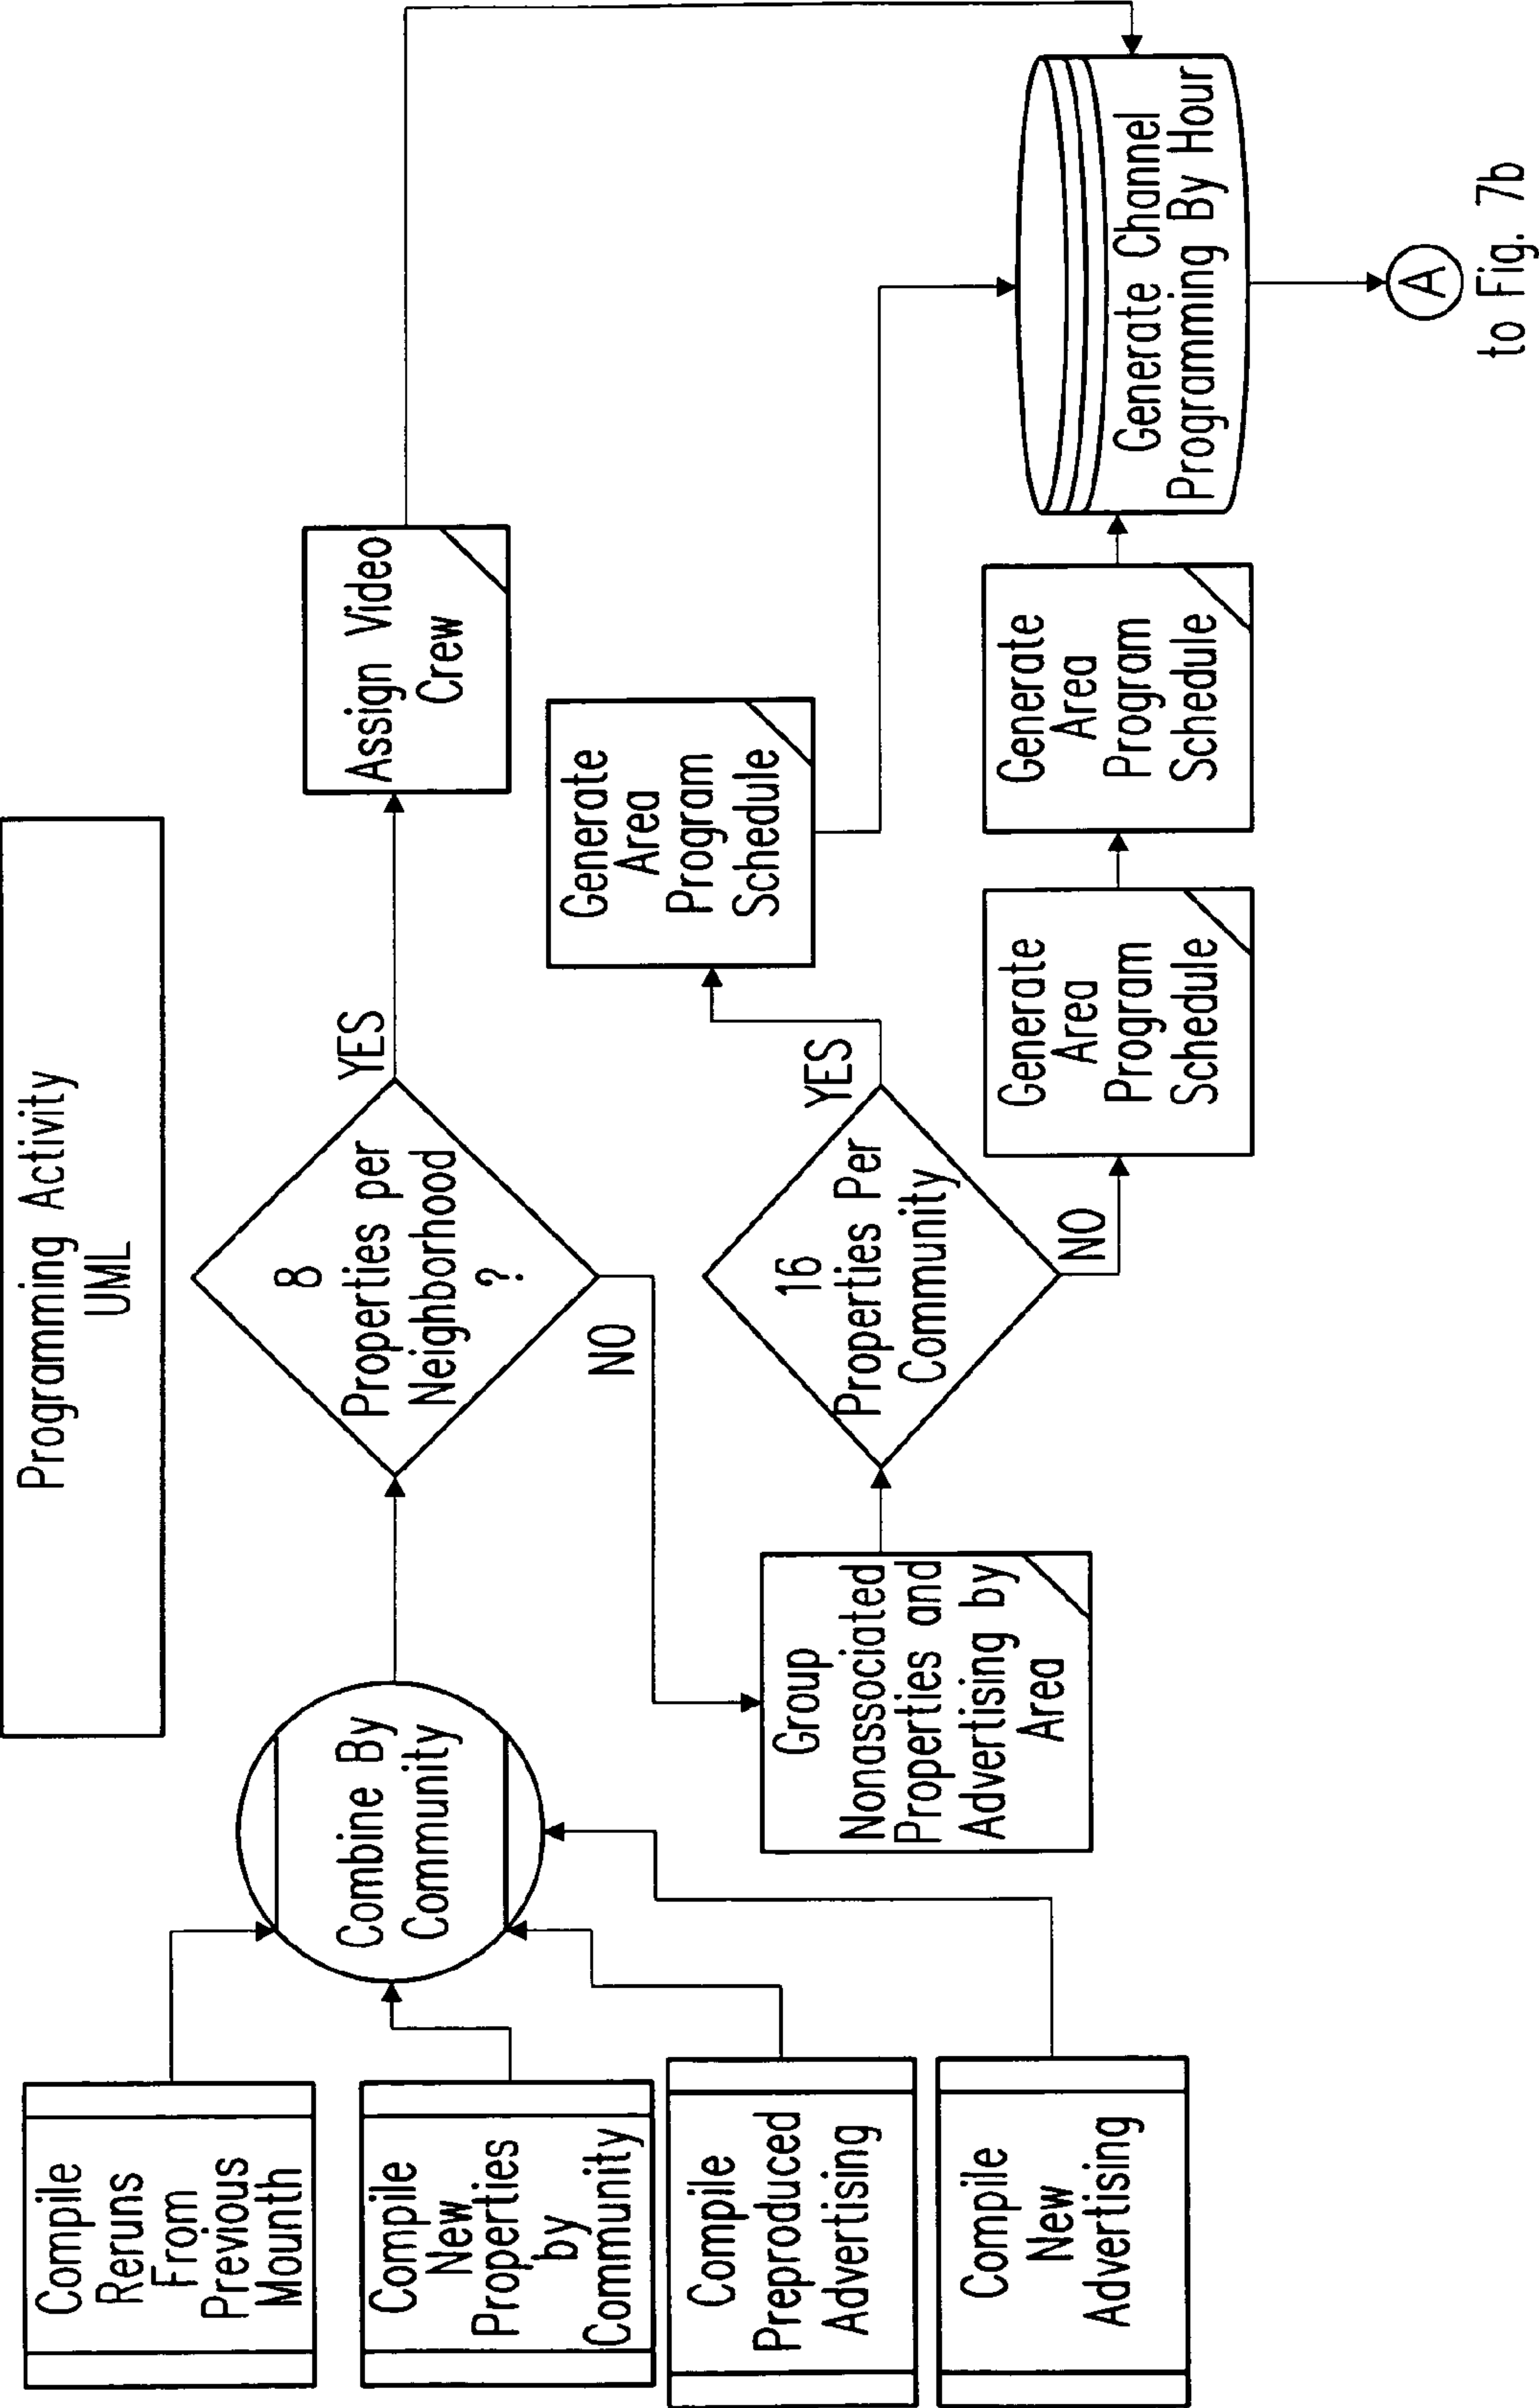 Programming Activity
UML
Compile
Reruns
From
Previous
Mounth
Compile
New
Properties
by
Community
Compile
Preproduced
Advertising
Compile
New
Advertising
Combine By
Community
8
Properties per
Neighborhood
?
YES
NO
Assign Video
Crew
Group
Nonassociated
Properties and
Advertising by
Area
16
Properties Per
Community
YES
NO
Generate
Area
Program
Schedule
Generate
Area
Program
Schedule
Generate
Area
Program
Schedule
Generate Channel
Programming By Hour
A
to Fig. 7b